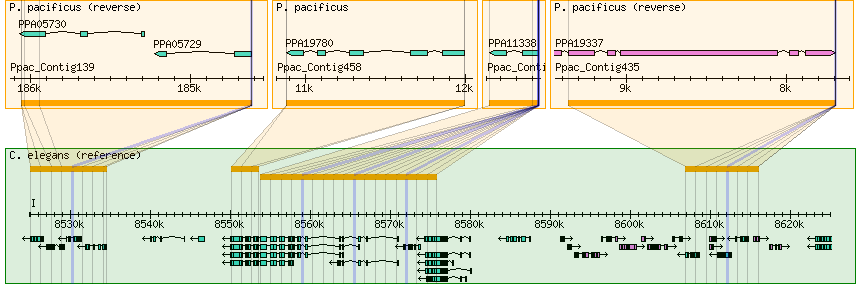 P. pacificus (reverse)
PPA05730
PPA05729
Ppac_Contig139
186k 185k
P. pacificus
PPA19780
Ppac_Contig458
11k 12k
PPA11338
Ppac_Conti
P. pacificus (reverse)
PPA19337
Ppac_Contig435
9k 8k
C. elegans (reference)
I
8530k 8540k 8550k 8560k 8570k 8580k 8590k 8600k 8610k 8620k